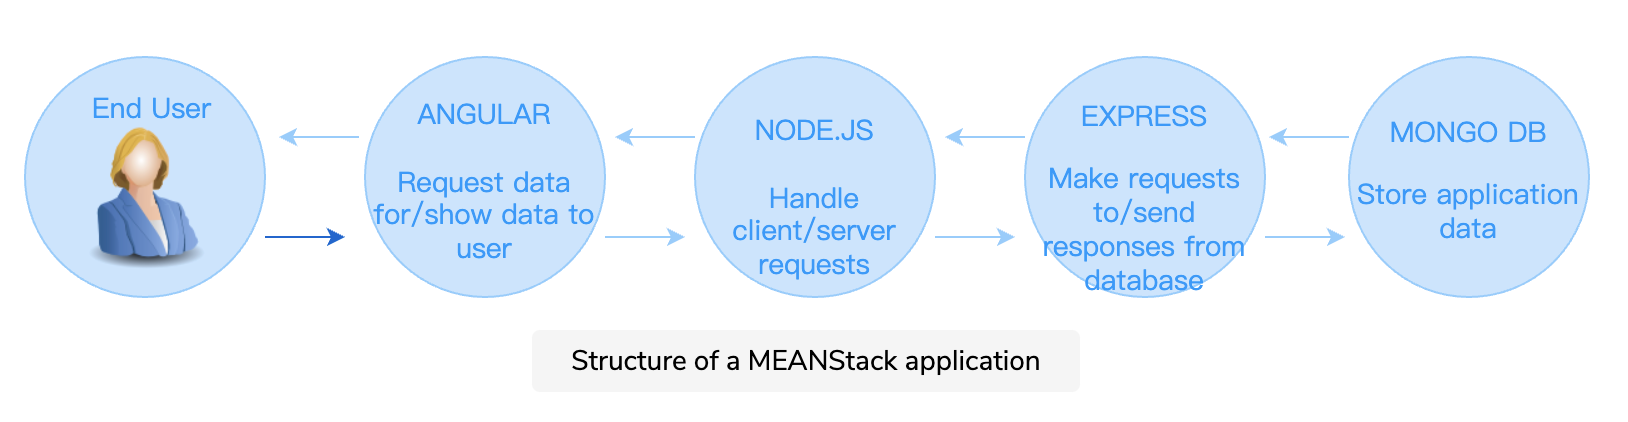 End User
ANGULAR
Request data
for/show data to
user
NODE.JS
Handle
client/server
requests
EXPRESS
Make requests
to/send
responses from
database
MONGO DB
Store application
data
Structure of a MEANStack application